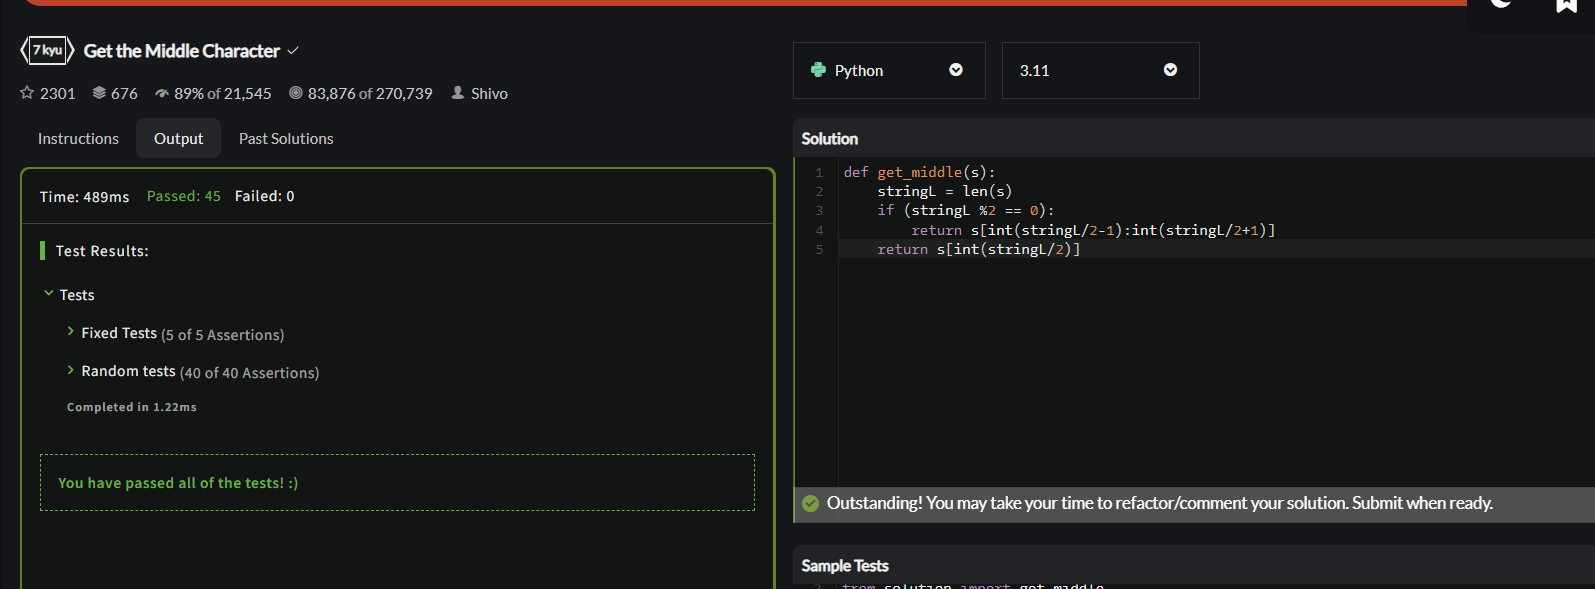 7 kyu Get the Middle Character
2301 676 89% of 21,545 83,876 of 270,739 Shivo
Instructions Output Past Solutions
Time: 489ms Passed: 45 Failed: 0
Test Results:
Tests
Fixed Tests (5 of 5 Assertions)
Random tests (40 of 40 Assertions)
Completed in 1.22ms
You have passed all of the tests! :)
Python 3.11
Solution
1 def get_middle(s):
2 stringL = len(s)
3 if (stringL %2 == 0):
4 return s[int(stringL/2-1):int(stringL/2+1)]
5 return s[int(stringL/2)]
Outstanding! You may take your time to refactor/comment your solution. Submit when ready.
Sample Tests
from solution import get_middle